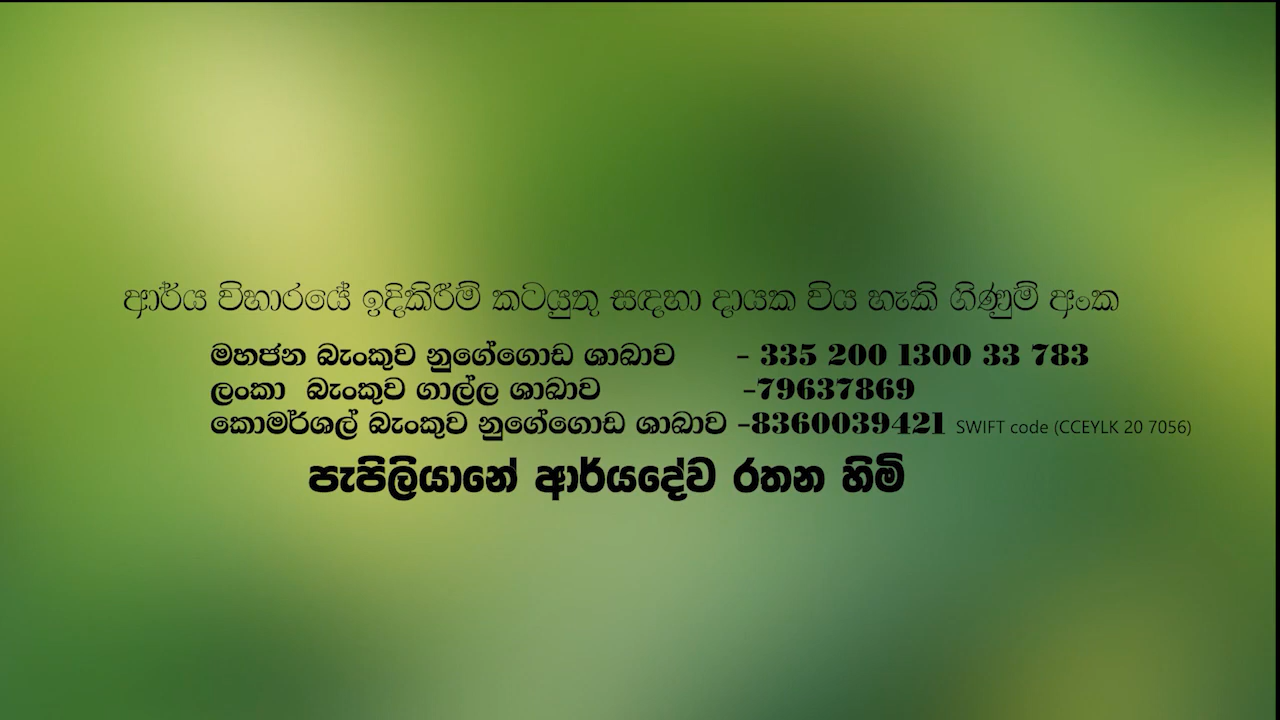 ආර්ය විහාරයේ ඉදිකිරීම් කටයුතු සඳහා දායක විය හැකි ගිණුම් අංක
මහජන බැංකුව නුගේගොඩ ශාඛාව - 335 200 1300 33 783
ලංකා බැංකුව ගාල්ල ශාඛාව -79637869
කොමර්ශල් බැංකුව නුගේගොඩ ශාඛාව -8360039421 SWIFT code (CCEYLK 20 7056)
පැපිලියානේ ආර්යදේව රතන හිමි